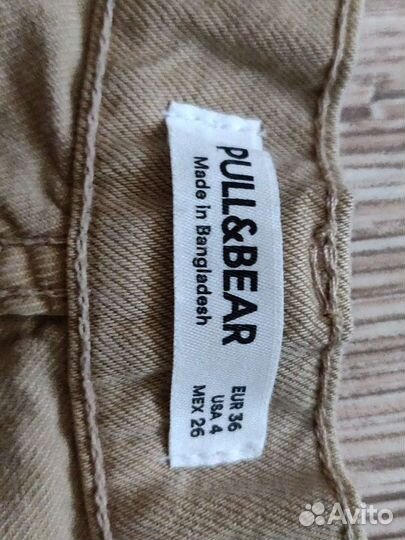 PULL&BEAR
Made in Bangladesh
EUR 36
USA 4
MEX 26
Avito